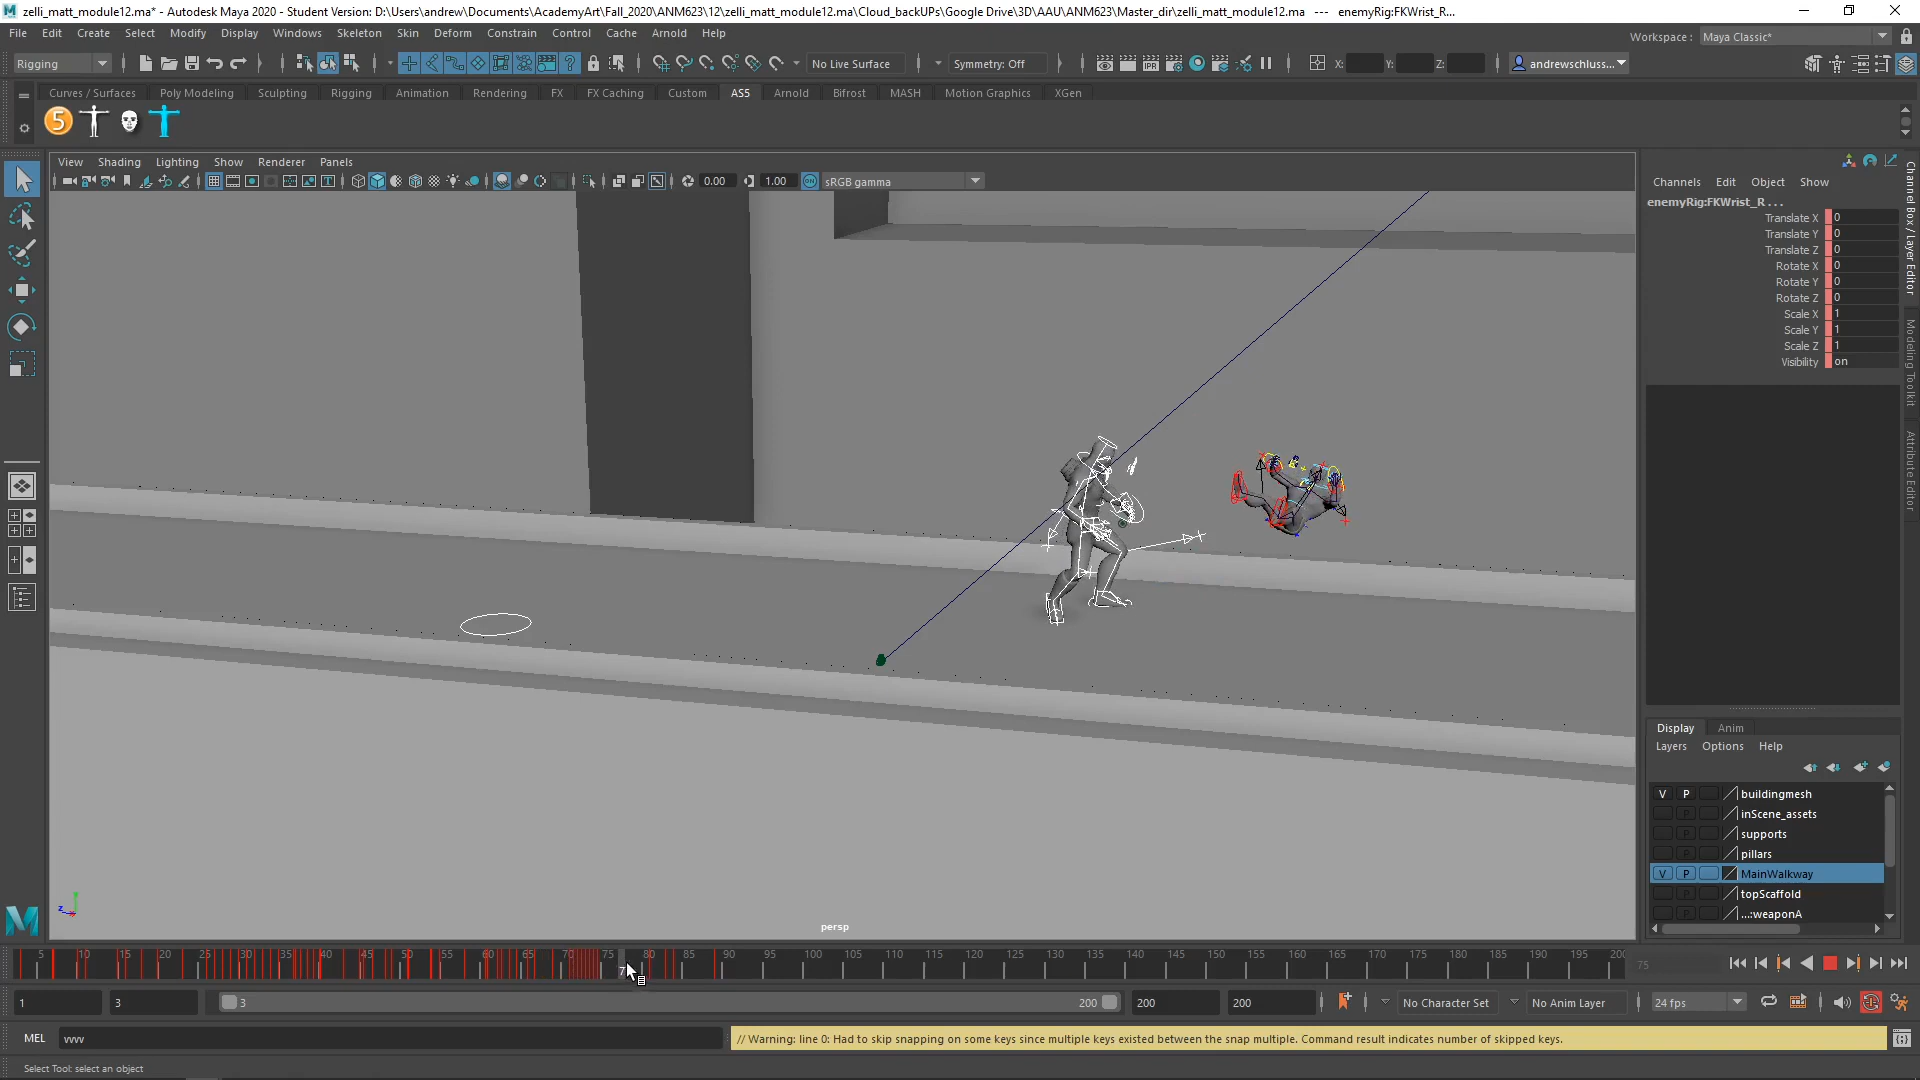 zelli_matt_module12.ma* - Autodesk Maya 2020 - Student Version: D:\Users\andrew\Documents\AcademyArt\Fall_2020\ANM623\12\zelli_matt_module12.ma\Cloud_backUPs\Google Drive\3D\AAU\ANM623\Master_dir\zelli_matt_module12.ma --- enemyRig:FKWrist_R...
File Edit Create Select Modify Display Windows Skeleton Skin Deform Constrain Control Cache Arnold Help
Workspace : Maya Classic*
Rigging
No Live Surface
Symmetry: Off
X: Y: Z:
andrewschluss...
Curves / Surfaces Poly Modeling Sculpting Rigging Animation Rendering FX FX Caching Custom AS5 Arnold Bifrost MASH Motion Graphics XGen
5
View Shading Lighting Show Renderer Panels
0.00 1.00 sRGB gamma
Channels Edit Object Show
enemyRig:FKWrist_R . . .
Translate X 0
Translate Y 0
Translate Z 0
Rotate X 0
Rotate Y 0
Rotate Z 0
Scale X 1
Scale Y 1
Scale Z 1
Visibility on
Channel Box / Layer Editor
Modeling Toolkit
Attribute Editor
Display Anim
Layers Options Help
V P buildingmesh
P inScene_assets
P supports
P pillars
V P MainWalkway
P topScaffold
P ...:weaponA
z
persp
5 10 15 20 25 30 35 40 45 50 55 60 65 70 75 80 85 90 95 100 105 110 115 120 125 130 135 140 145 150 155 160 165 170 175 180 185 190 195 200
75
1 3 3 200 200 200 No Character Set No Anim Layer 24 fps
MEL vvvv // Warning: line 0: Had to skip snapping on some keys since multiple keys existed between the snap multiple. Command result indicates number of skipped keys.
Select Tool: select an object